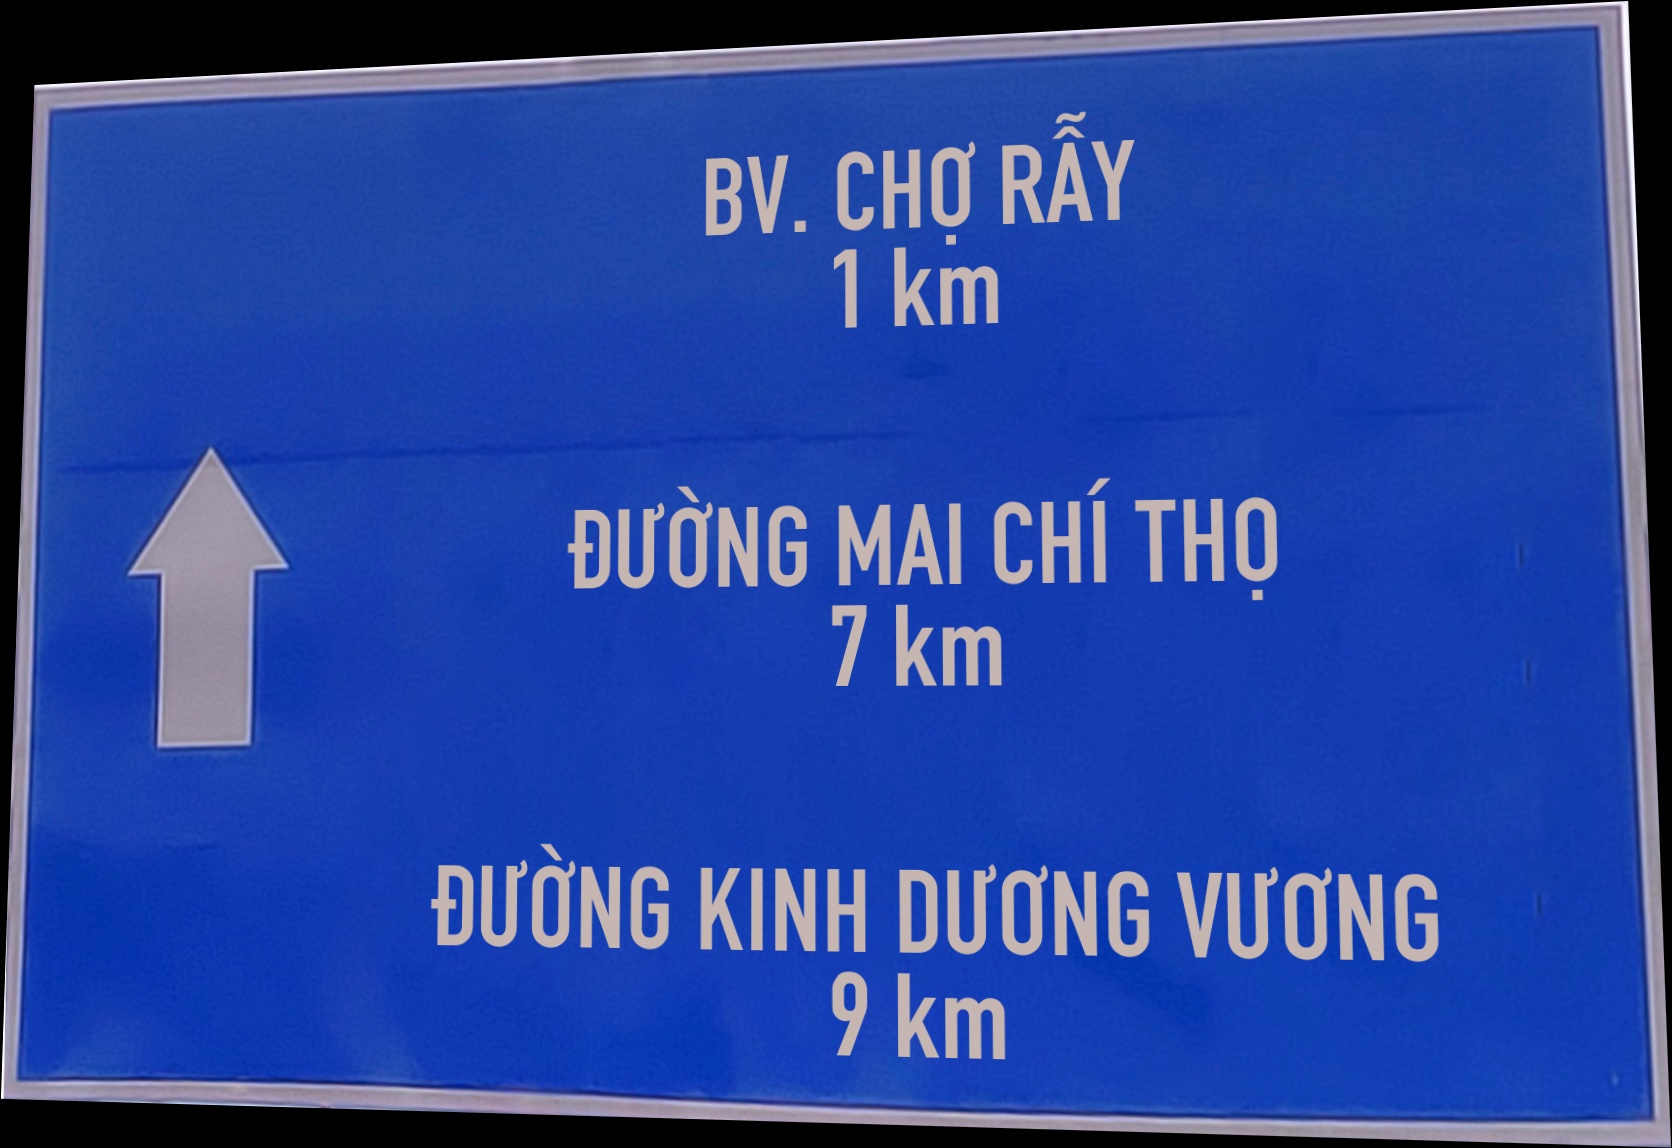 BV. CHỢ RẪY
1 km
ĐƯỜNG MAI CHÍ THỌ
7 km
ĐƯỜNG KINH DƯƠNG VƯƠNG
9 km